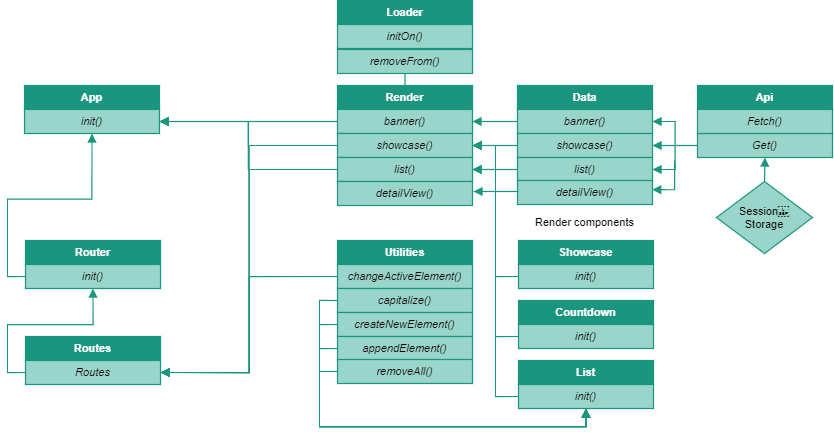 Loader
initOn()
removeFrom()
App
init()
Render
banner()
showcase()
list()
detailView()
Data
banner()
showcase()
list()
detailView()
Api
Fetch()
Get()
Session
Storage
Render components
Router
init()
Utilities
changeActiveElement()
capitalize()
createNewElement()
appendElement()
removeAll()
Showcase
init()
Countdown
init()
Routes
Routes
List
init()